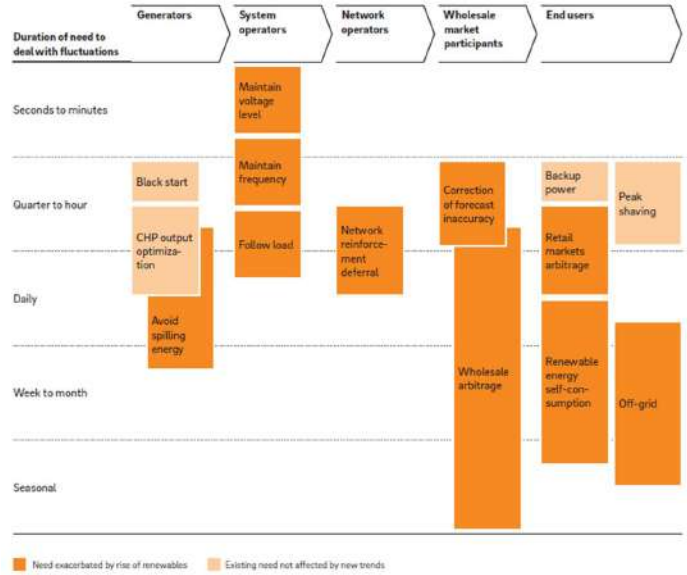 Duration of need to
deal with fluctuations
Generators
System
operators
Network
operators
Wholesale
market
participants
End users
Seconds to minutes
Maintain
voltage
level
Quarter to hour
Black start
CHP output
optimiza-
tion
Maintain
frequency
Follow load
Network
reinforce-
ment
deferral
Correction
of forecast
inaccuracy
Backup
power
Peak
shaving
Retail
markets
arbitrage
Daily
Avoid
spilling
energy
Week to month
Wholesale
arbitrage
Renewable
energy
self-con-
sumption
Off-grid
Seasonal
Need exacerbated by rise of renewables
Existing need not affected by new trends